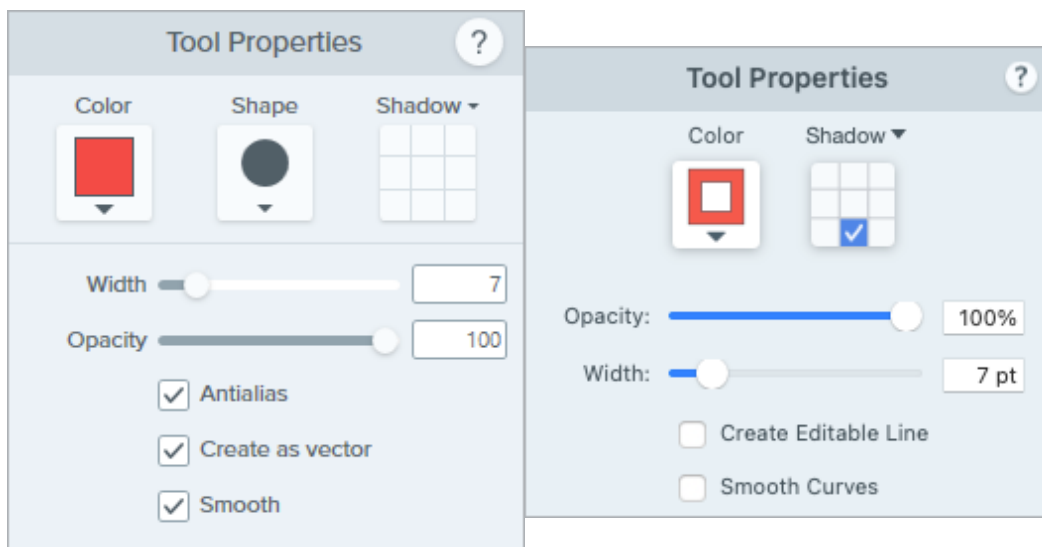 Tool Properties ?
Color Shape Shadow
Width 7
Opacity 100
Antialias
Create as vector
Smooth
Tool Properties ?
Color Shadow
Opacity: 100%
Width: 7 pt
Create Editable Line
Smooth Curves